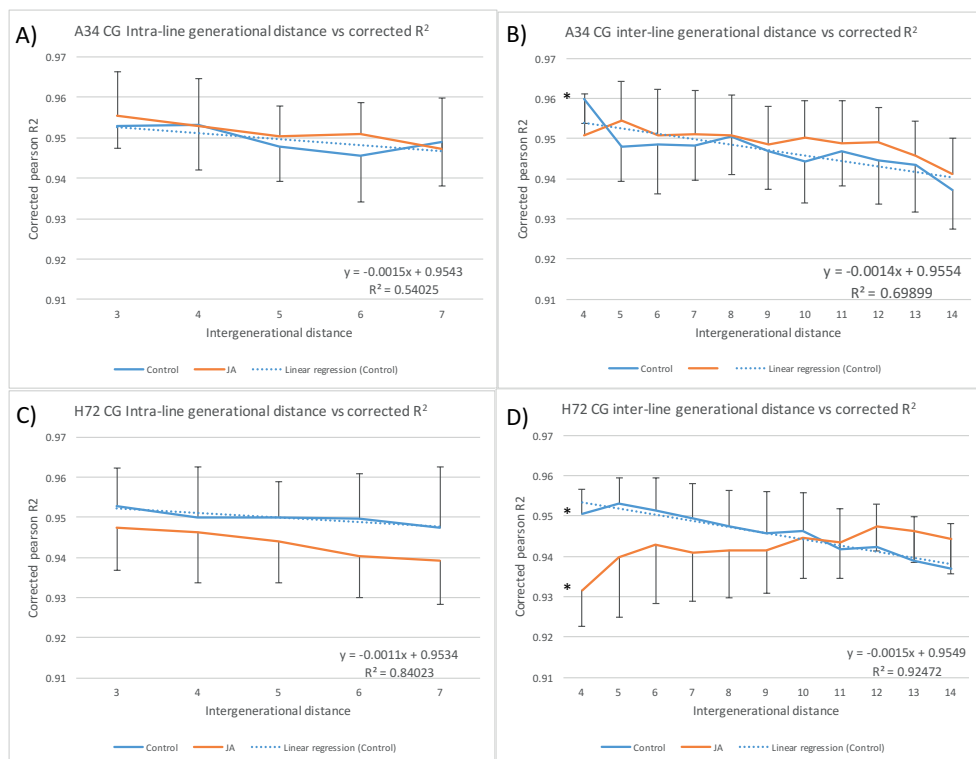 A)
A34 CG Intra-line generational distance vs corrected R²
Corrected pearson R2
0.97
0.96
0.95
0.94
0.93
0.92
0.91
y = -0.0015x + 0.9543
R² = 0.54025
3 4 5 6 7
Intergenerational distance
Control JA Linear regression (Control)
B)
A34 CG inter-line generational distance vs corrected R²
Corrected pearson R2
0.97
0.96
*
0.95
0.94
0.93
0.92
0.91
y = -0.0014x + 0.9554
R² = 0.69899
4 5 6 7 8 9 10 11 12 13 14
Intergenerational distance
Control Linear regression (Control)
C)
H72 CG Intra-line generational distance vs corrected R²
Corrected pearson R2
0.97
0.96
0.95
0.94
0.93
0.92
0.91
y = -0.0011x + 0.9534
R² = 0.84023
3 4 5 6 7
Intergenerational distance
Control JA Linear regression (Control)
D)
H72 CG inter-line generational distance vs corrected R²
Corrected pearson R2
0.97
0.96
0.95
*
0.94
0.93
*
0.92
0.91
y = -0.0015x + 0.9549
R² = 0.92472
4 5 6 7 8 9 10 11 12 13 14
Intergenerational distance
Control JA Linear regression (Control)